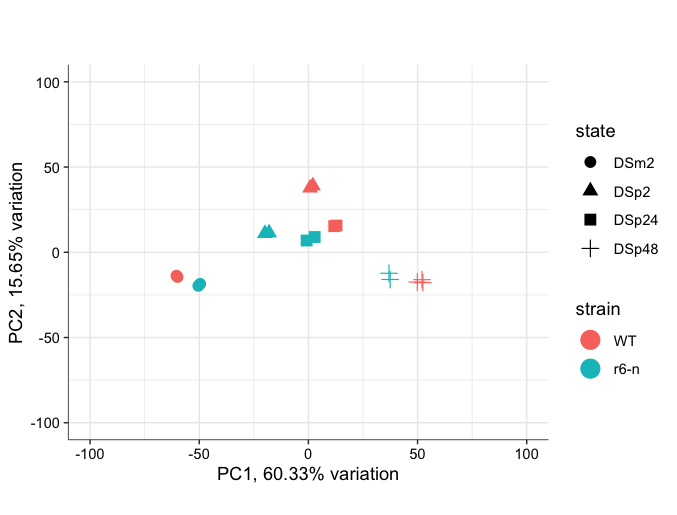 100
50
0
-50
-100
-100
-50
0
50
100
PC1, 60.33% variation
PC2, 15.65% variation
state
DSm2
DSp2
DSp24
DSp48
strain
WT
r6-n